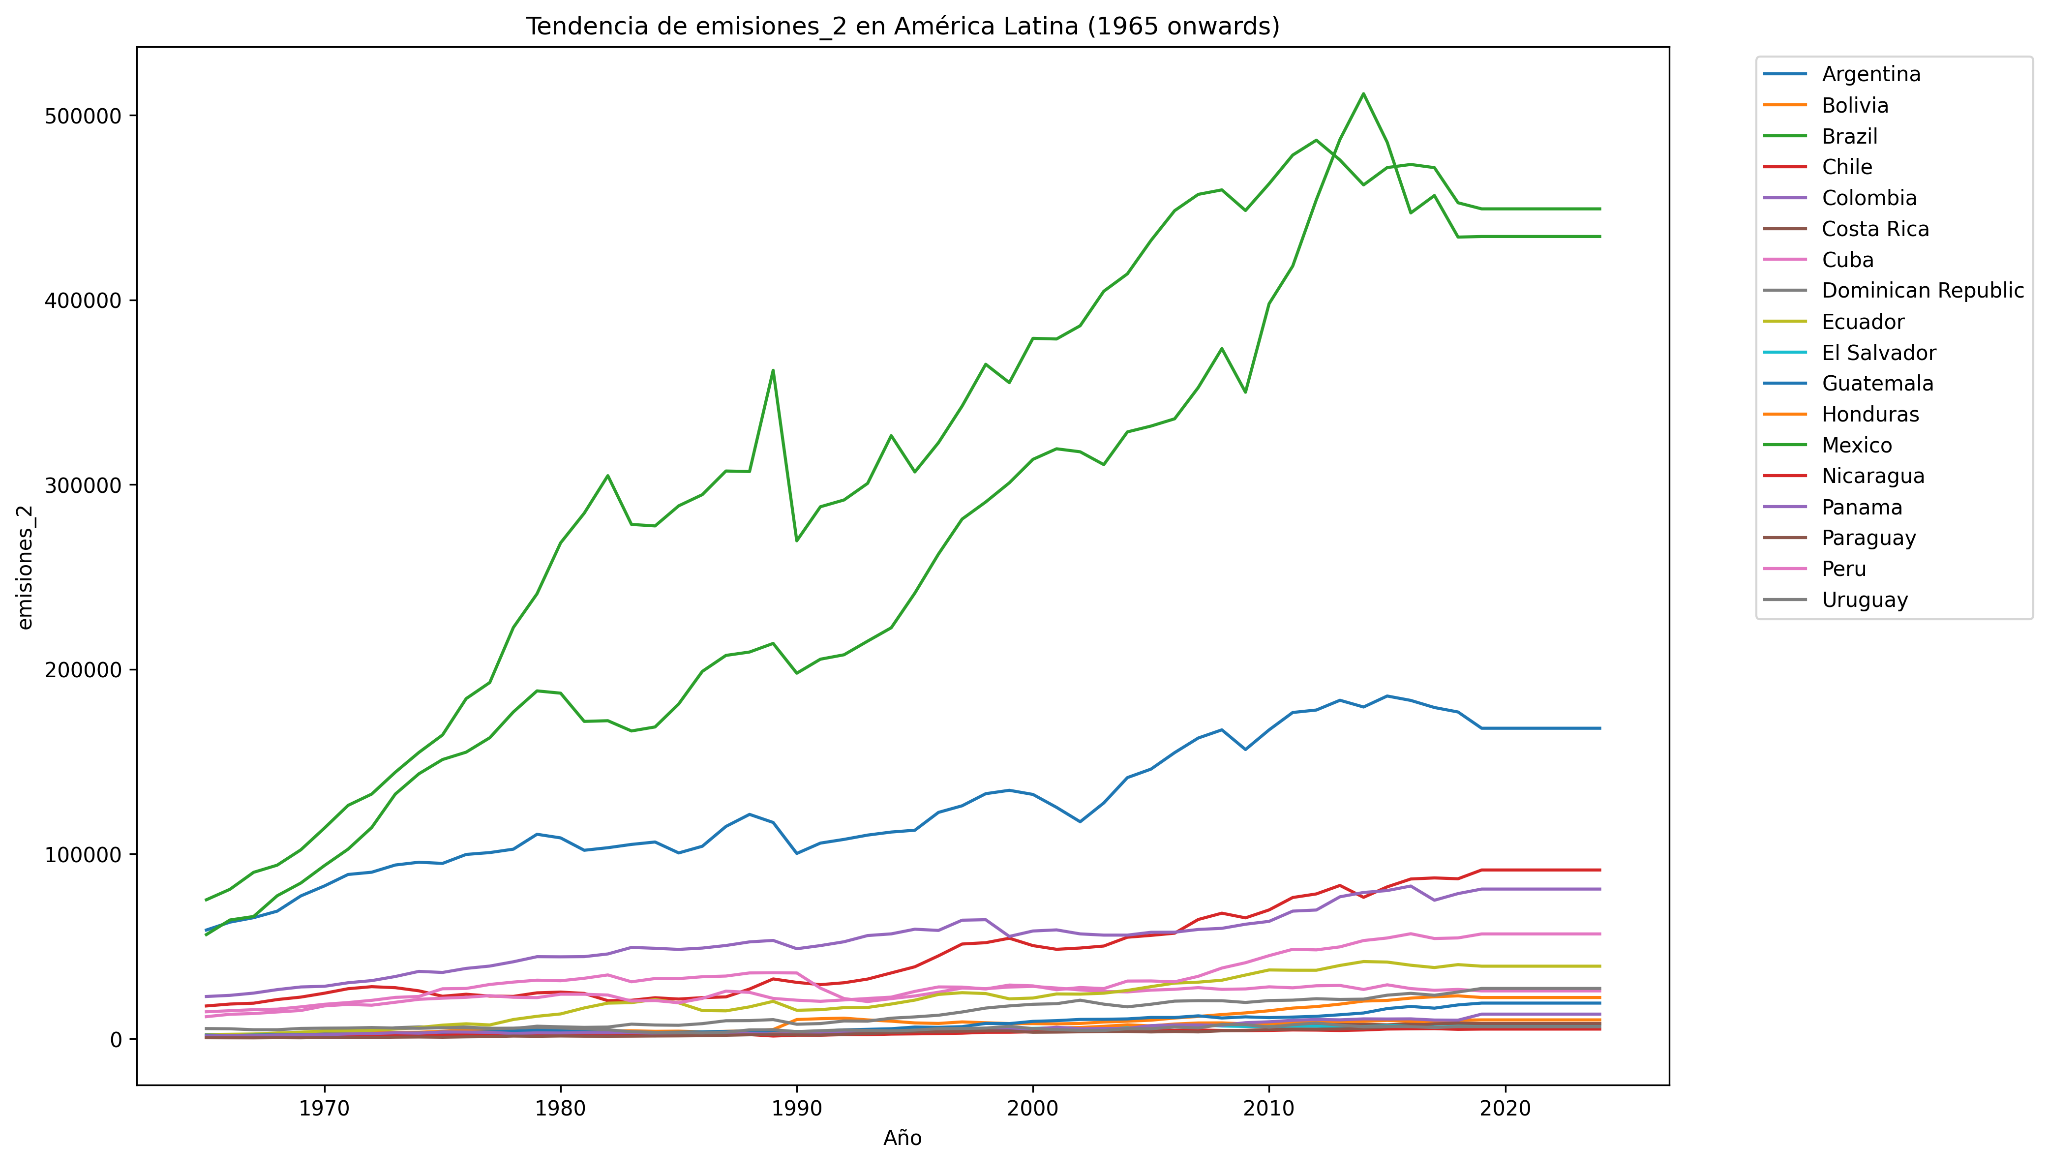 Tendencia de emisiones_2 en América Latina (1965 onwards)
500000
400000
300000
200000
100000
0
emisiones_2
1970
1980
1990
2000
2010
2020
Año
Argentina
Bolivia
Brazil
Chile
Colombia
Costa Rica
Cuba
Dominican Republic
Ecuador
El Salvador
Guatemala
Honduras
Mexico
Nicaragua
Panama
Paraguay
Peru
Uruguay